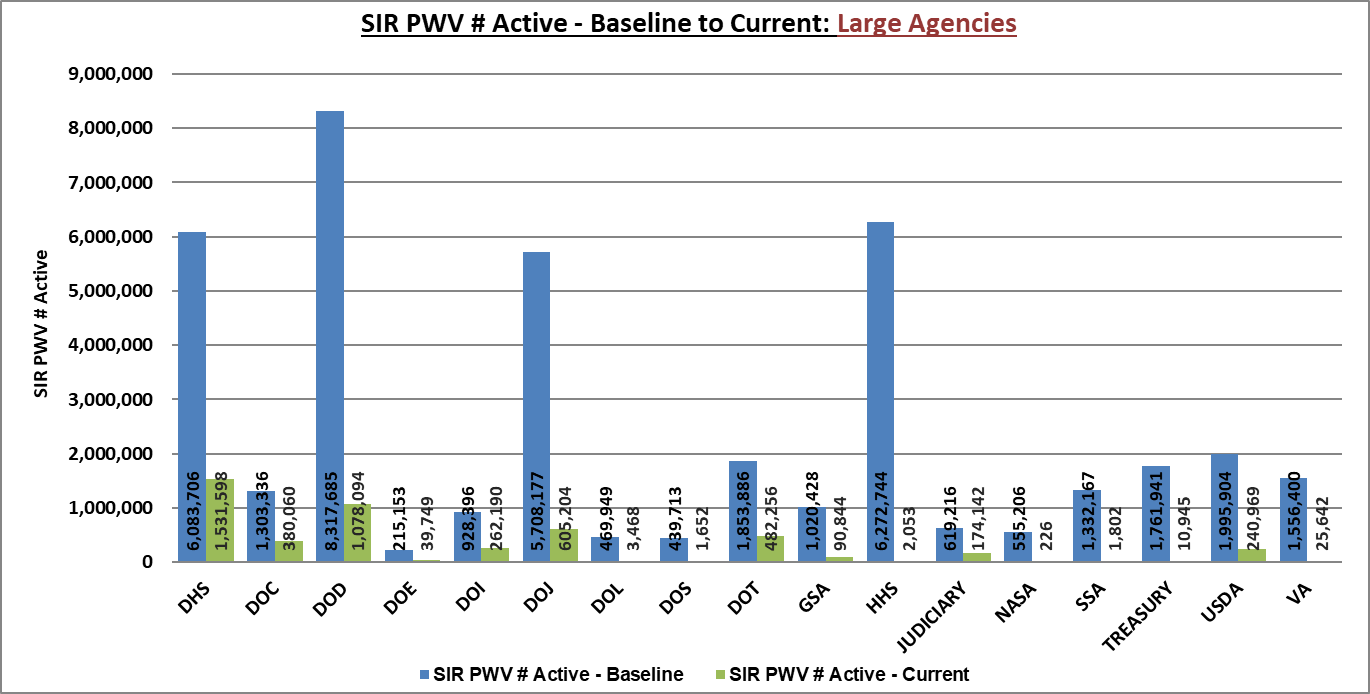 SIR PWV # Active - Baseline to Current: Large Agencies
9,000,000
8,000,000
7,000,000
6,000,000
5,000,000
4,000,000
3,000,000
2,000,000
1,000,000
0
SIR PWV # Active
6,083,706
1,531,598
1,303,336
380,060
8,317,685
1,078,094
215,153
39,749
928,396
262,190
5,708,177
605,204
469,949
3,468
439,713
1,652
1,853,886
482,256
1,020,428
90,844
6,272,744
2,053
619,216
174,142
555,206
226
1,332,167
1,802
1,761,941
10,945
1,995,904
240,969
1,556,400
25,642
DHS
DOC
DOD
DOE
DOI
DOJ
DOL
DOS
DOT
GSA
HHS
JUDICIARY
NASA
SSA
TREASURY
USDA
VA
SIR PWV # Active - Baseline
SIR PWV # Active - Current